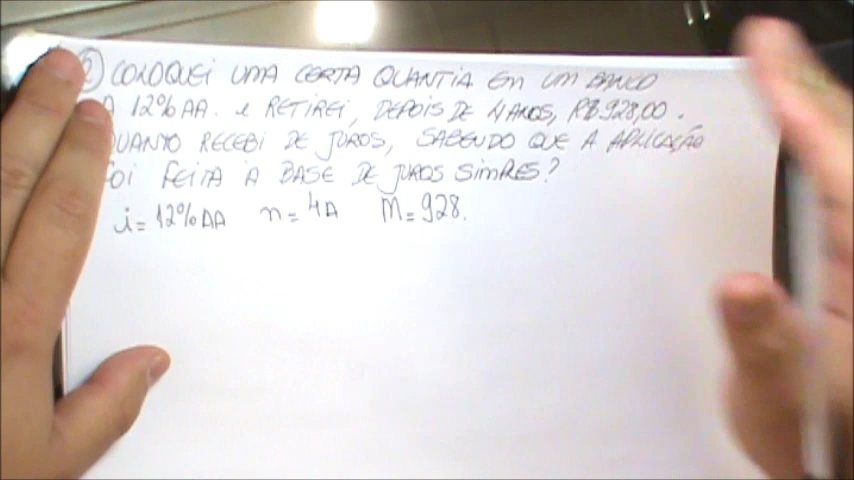 2) COLOQUEI UMA CERTA QUANTIA EM UM BANCO
A 12% AA. e RETIREI, DEPOIS DE 4 ANOS, R$ 928,00.
QUANTO RECEBI DE JUROS, SABENDO QUE A APLICAÇÃO
FOI FEITA À BASE DE JUROS SIMPLES?
i = 12% AA n = 4A M = 928.